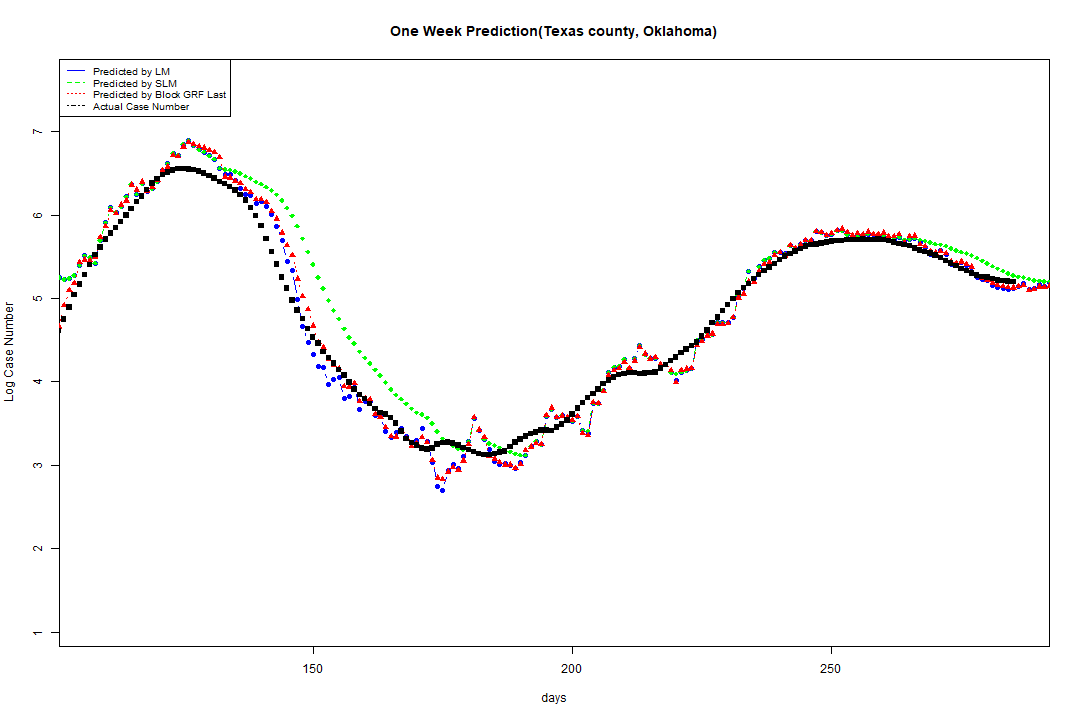 One Week Prediction(Texas county, Oklahoma)
Predicted by LM
Predicted by SLM
Predicted by Block GRF Last
Actual Case Number
7
6
5
4
3
2
1
Log Case Number
150
200
250
days